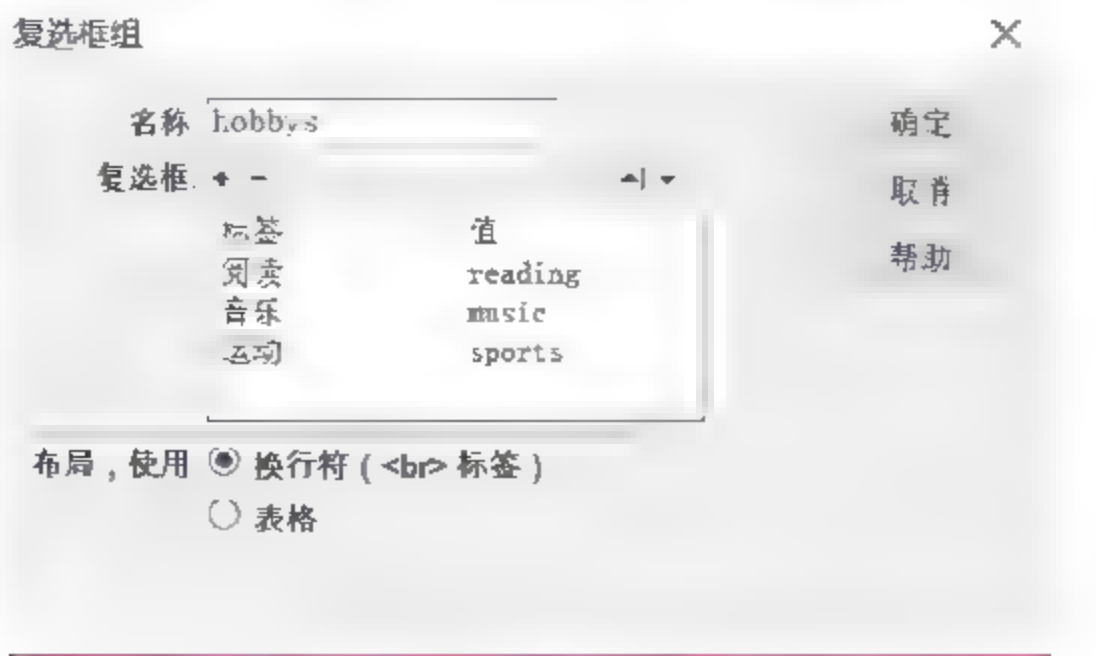 复选框组
名称 hobbys 确定
复选框: + -
取消
标签 值
帮助
阅读 reading
音乐 music
运动 sports
布局，使用 换行符 ( <br> 标签 )
表格